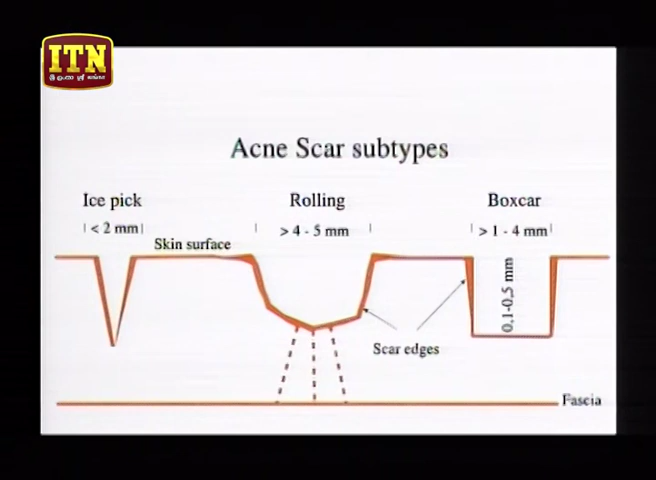 ITN
Acne Scar subtypes
Ice pick
Rolling
Boxcar
< 2 mm
> 4 - 5 mm
> 1 - 4 mm
Skin surface
0,1-0,5 mm
Scar edges
Fascia